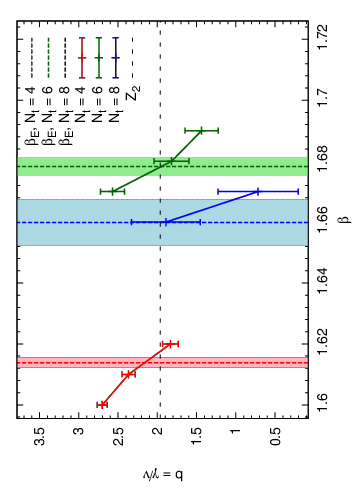 β_E, N_t = 4
β_E, N_t = 6
β_E, N_t = 8
N_t = 4
N_t = 6
N_t = 8
Z_2
3.5
3
2.5
2
1.5
1
0.5
b = γ/ν
1.6
1.62
1.64
1.66
1.68
1.7
1.72
β